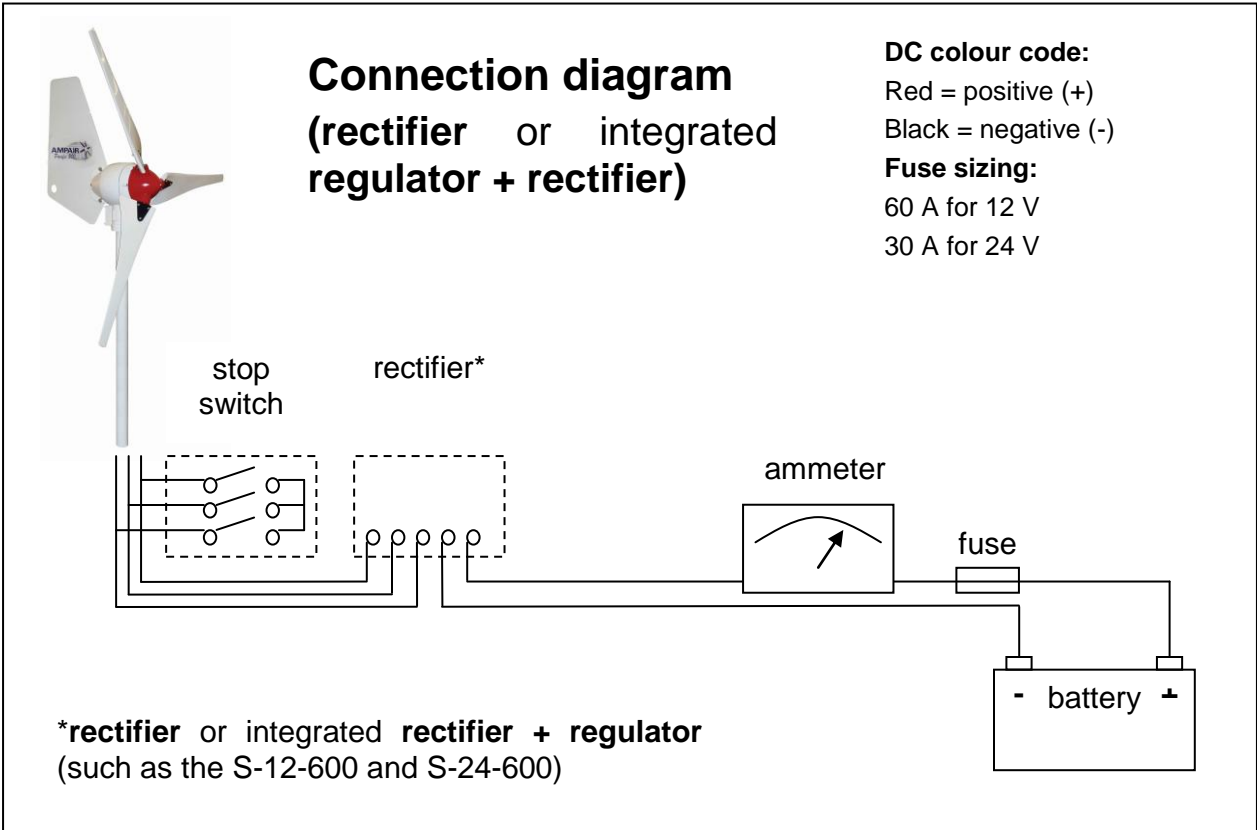 Connection diagram
(rectifier or integrated
regulator + rectifier)
DC colour code:
Red = positive (+)
Black = negative (-)
Fuse sizing:
60 A for 12 V
30 A for 24 V
AMPAIR
stop
switch
rectifier*
ammeter
fuse
- battery +
*rectifier or integrated rectifier + regulator
(such as the S-12-600 and S-24-600)